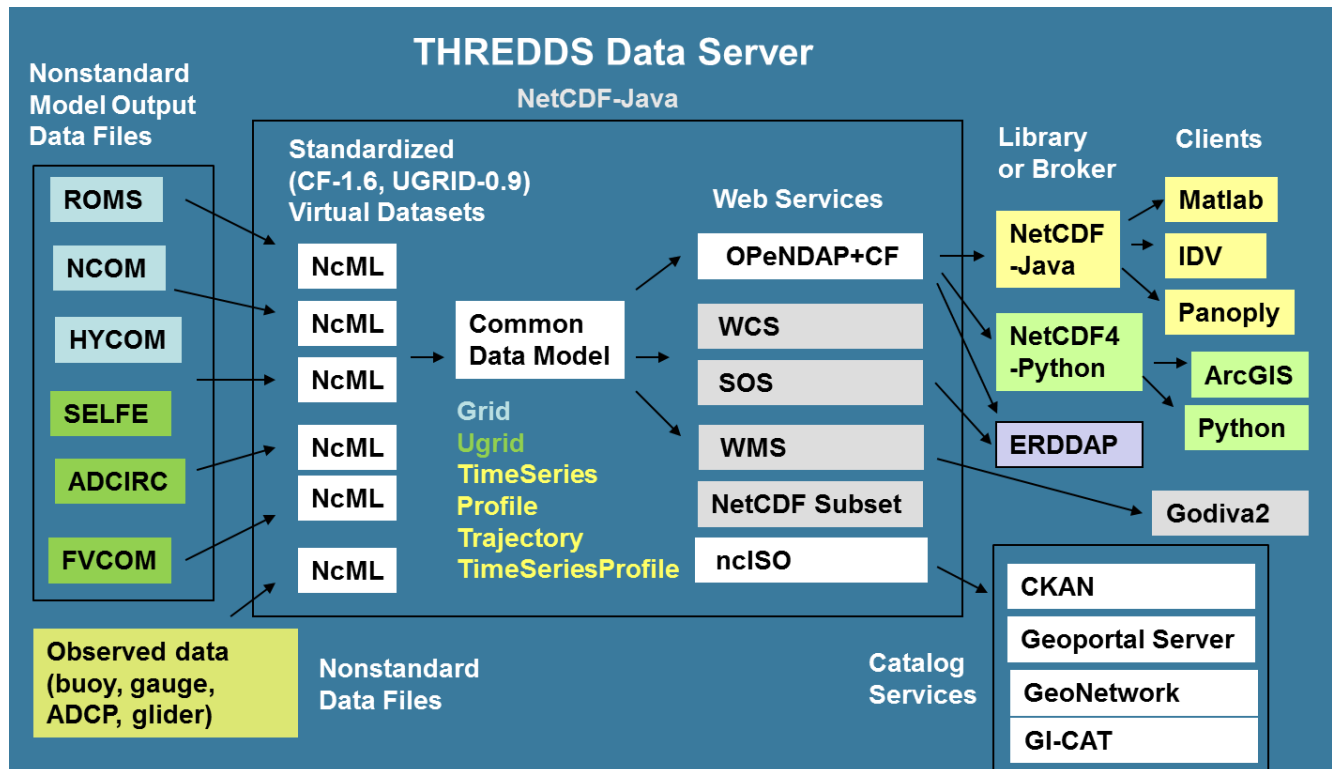 THREDDS Data Server
NetCDF-Java
Nonstandard
Model Output
Data Files
ROMS
NCOM
HYCOM
SELFE
ADCIRC
FVCOM
Observed data
(buoy, gauge,
ADCP, glider)
Nonstandard
Data Files
Standardized
(CF-1.6, UGRID-0.9)
Virtual Datasets
NcML
NcML
NcML
NcML
NcML
NcML
Common
Data Model
Grid
Ugrid
TimeSeries
Profile
Trajectory
TimeSeriesProfile
Web Services
OPeNDAP+CF
WCS
SOS
WMS
NetCDF Subset
ncISO
Library
or Broker
NetCDF
-Java
NetCDF4
-Python
ERDDAP
Clients
Matlab
IDV
Panoply
ArcGIS
Python
Godiva2
Catalog
Services
CKAN
Geoportal Server
GeoNetwork
GI-CAT